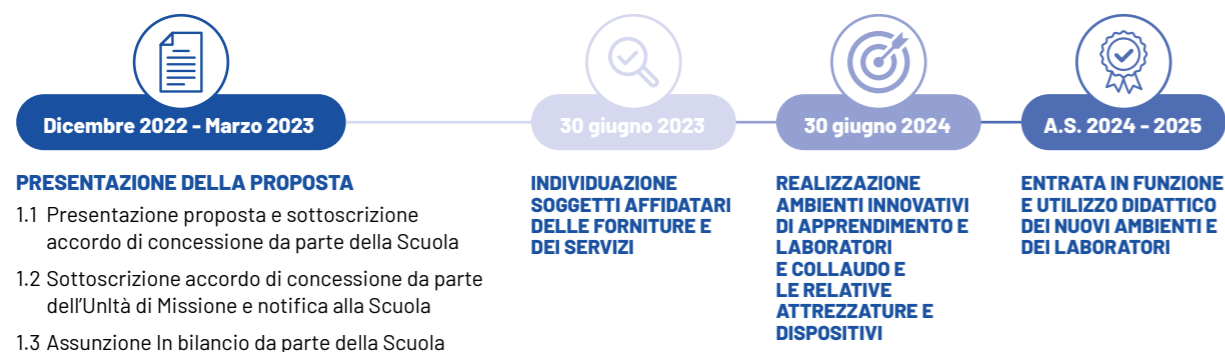 Dicembre 2022 - Marzo 2023
PRESENTAZIONE DELLA PROPOSTA
1.1 Presentazione proposta e sottoscrizione
accordo di concessione da parte della Scuola
1.2 Sottoscrizione accordo di concessione da parte
dell'UnItà di Missione e notifica alla Scuola
1.3 Assunzione In bilancio da parte della Scuola
30 giugno 2023
INDIVIDUAZIONE
SOGGETTI AFFIDATARI
DELLE FORNITURE E
DEI SERVIZI
30 giugno 2024
REALIZZAZIONE
AMBIENTI INNOVATIVI
DI APPRENDIMENTO E
LABORATORI
E COLLAUDO E
LE RELATIVE
ATTREZZATURE E
DISPOSITIVI
A.S. 2024 - 2025
ENTRATA IN FUNZIONE
E UTILIZZO DIDATTICO
DEI NUOVI AMBIENTI E
DEI LABORATORI